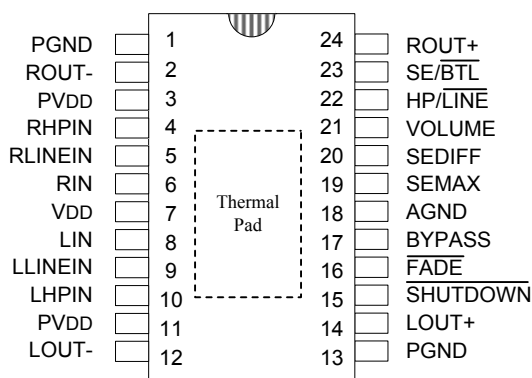 PGND 1 24 ROUT+
ROUT- 2 23 SE/BTL
PVDD 3 22 HP/LINE
RHPIN 4 21 VOLUME
RLINEIN 5 20 SEDIFF
RIN 6 19 SEMAX
VDD 7 18 AGND
LIN 8 17 BYPASS
LLINEIN 9 16 FADE
LHPIN 10 15 SHUTDOWN
PVDD 11 14 LOUT+
LOUT- 12 13 PGND
Thermal
Pad